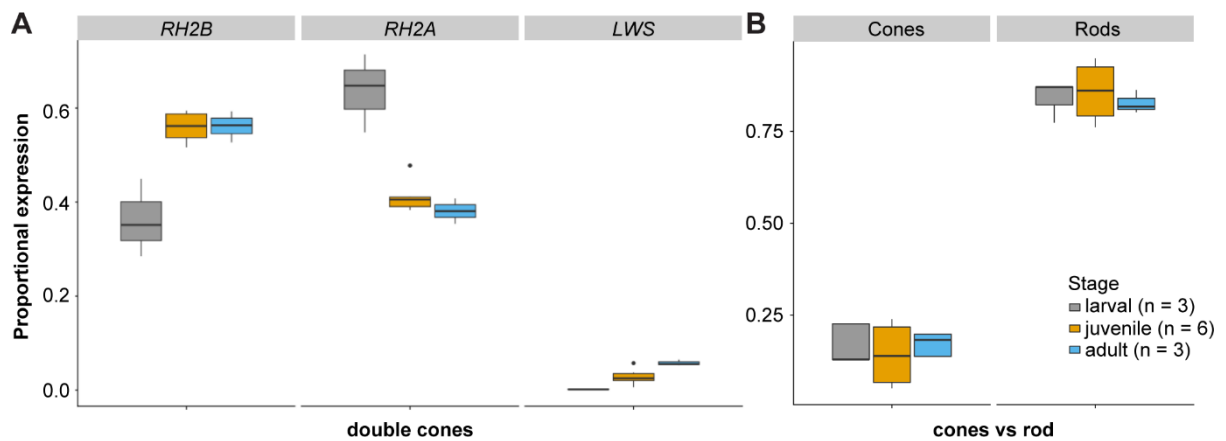 A
RH2B
RH2A
LWS
Proportional expression
0.6
0.4
0.2
0.0
double cones
B
Cones
Rods
0.75
0.50
0.25
Stage
larval (n = 3)
juvenile (n = 6)
adult (n = 3)
cones vs rod